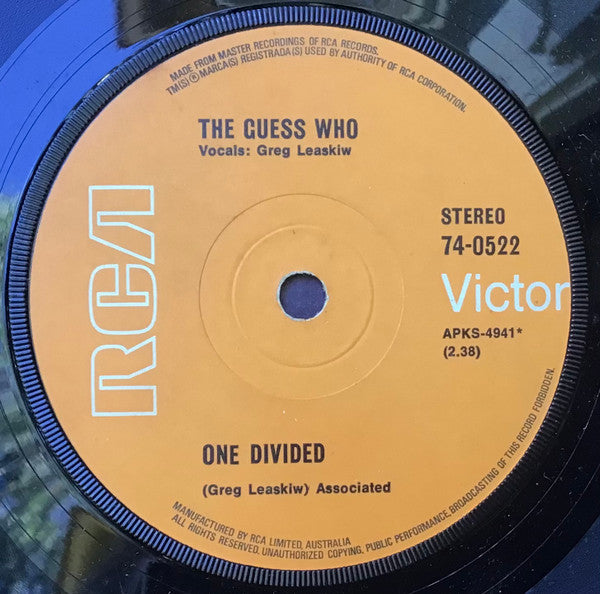 MADE FROM MASTER RECORDINGS OF RCA RECORDS.
TM(S) ® MARCA(S) REGISTRADA(S) USED BY AUTHORITY OF RCA CORPORATION.
THE GUESS WHO
Vocals: Greg Leaskiw
RCA
STEREO
74-0522
Victor
APKS-4941*
(2.38)
ONE DIVIDED
(Greg Leaskiw) Associated
MANUFACTURED BY RCA LIMITED, AUSTRALIA
ALL RIGHTS RESERVED. UNAUTHORIZED COPYING, PUBLIC PERFORMANCE, BROADCASTING OF THIS RECORD FORBIDDEN.